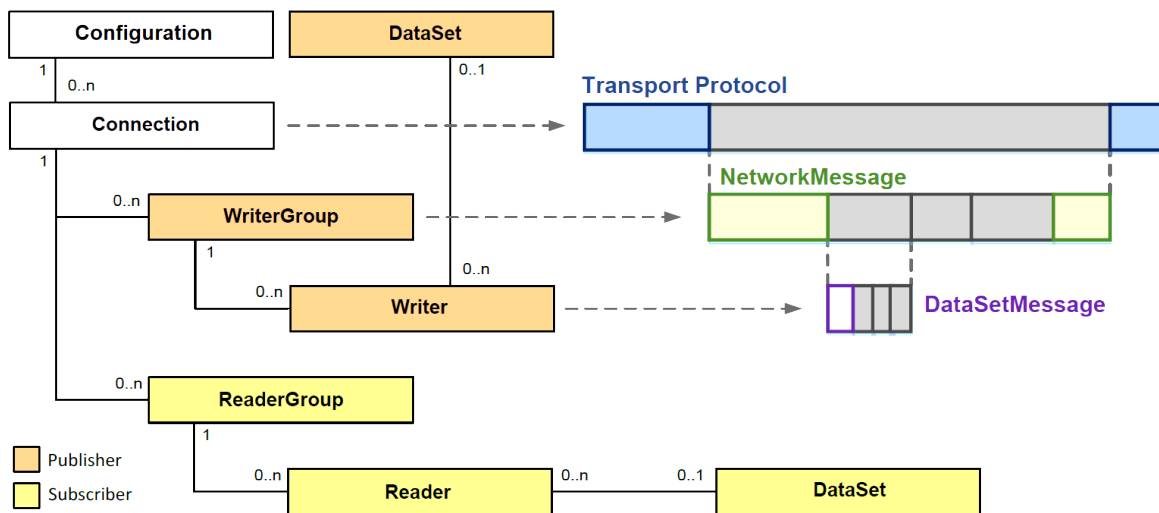 Configuration
DataSet
1
0..n
0..1
Transport Protocol
Connection
1
NetworkMessage
0..n
WriterGroup
1
0..n
0..n
Writer
DataSetMessage
0..n
ReaderGroup
1
Publisher
0..n
0..n
0..1
Reader
DataSet
Subscriber